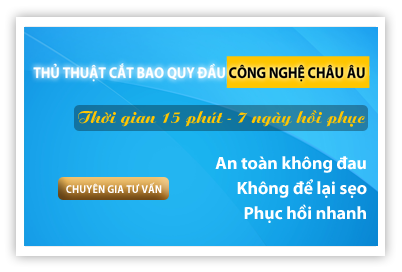 THỦ THUẬT CẮT BAO QUY ĐẦU CÔNG NGHỆ CHÂU ÂU
Thời gian 15 phút - 7 ngày hồi phục
An toàn không đau
Không để lại sẹo
CHUYÊN GIA TƯ VẤN
Phục hồi nhanh